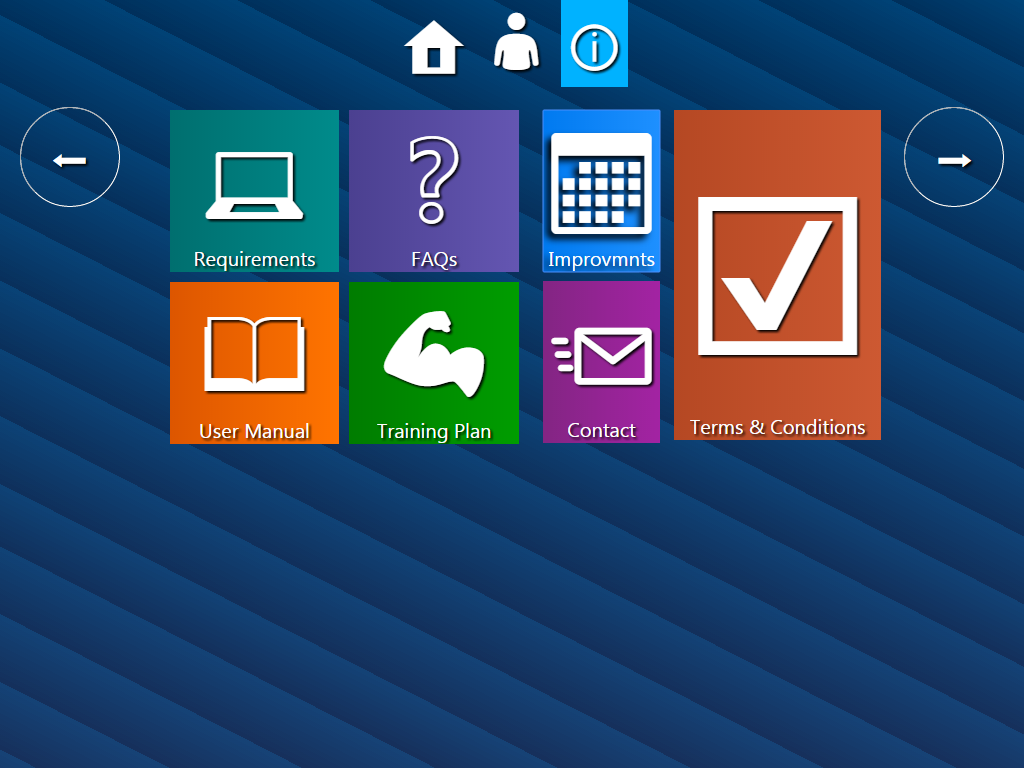 Requirements
FAQs
Improvmnts
User Manual
Training Plan
Contact
Terms & Conditions